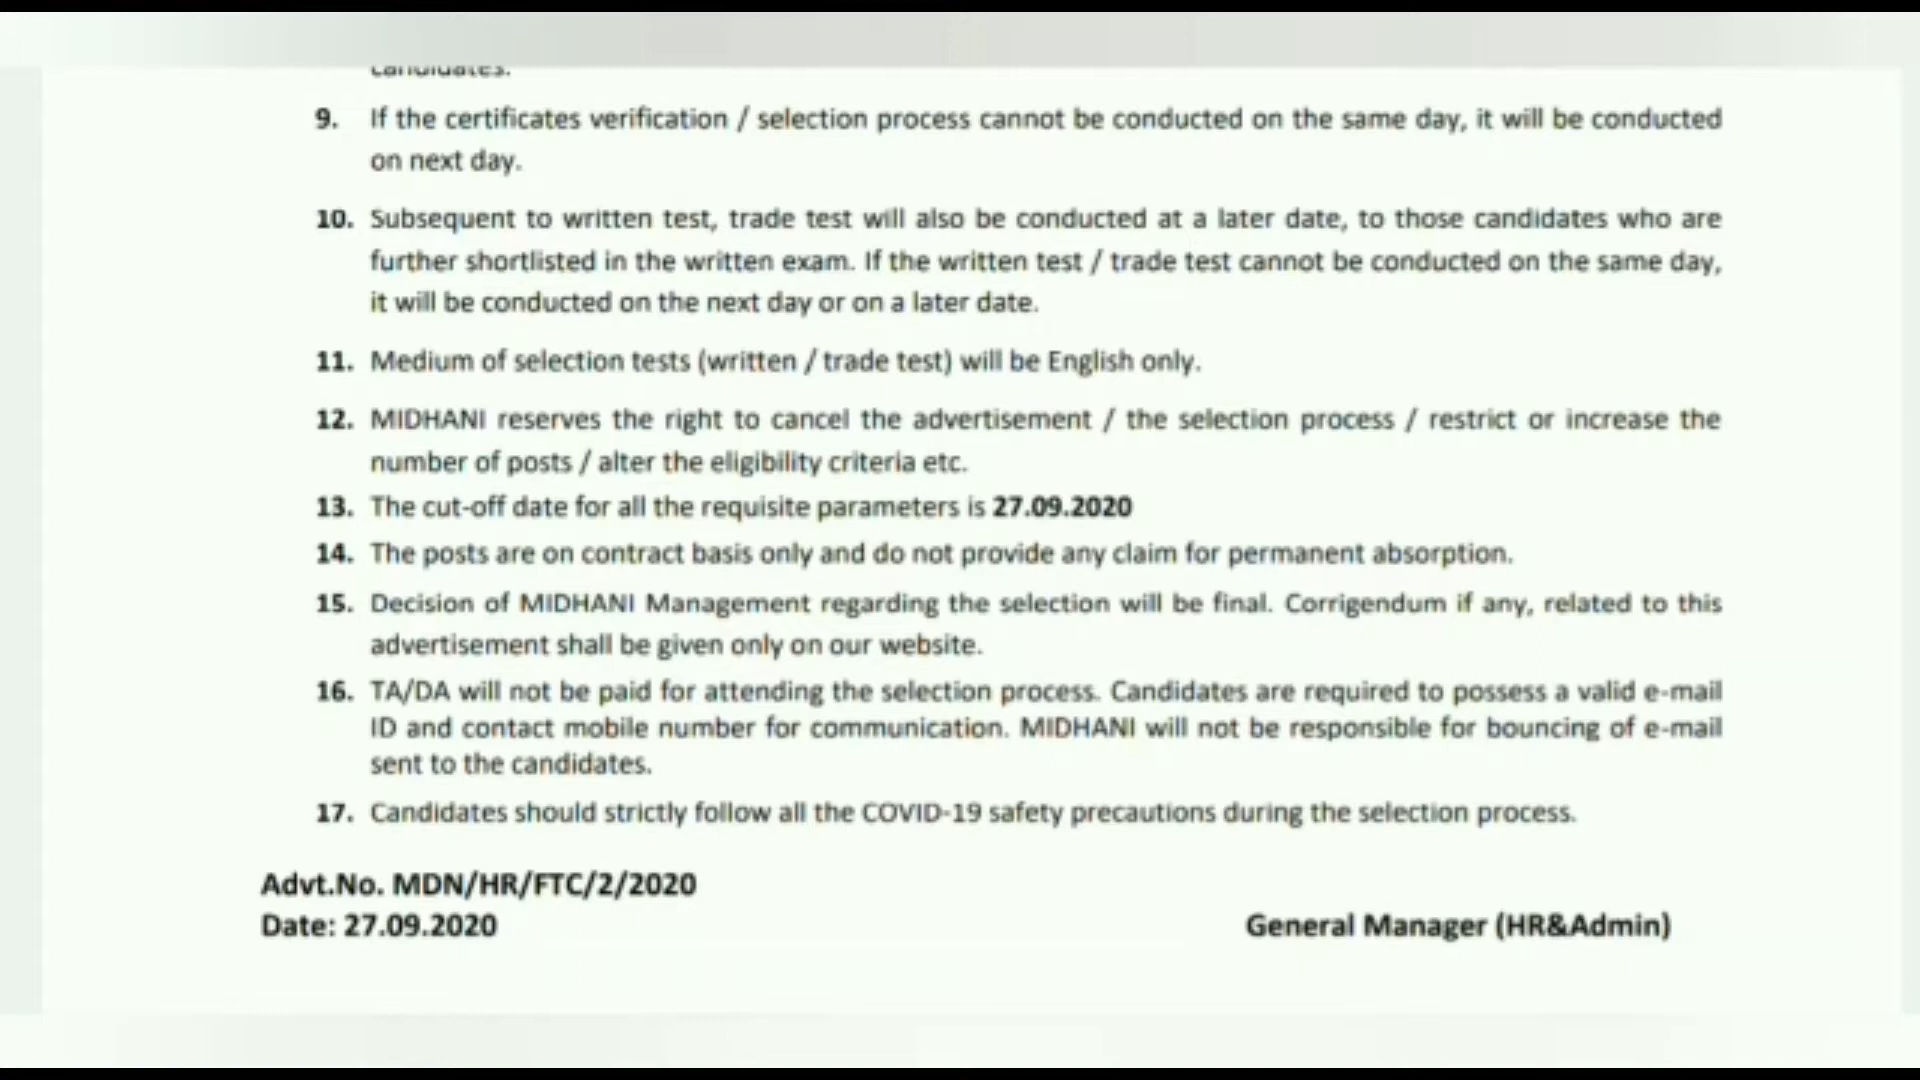 candidates.
9. If the certificates verification / selection process cannot be conducted on the same day, it will be conducted
on next day.
10. Subsequent to written test, trade test will also be conducted at a later date, to those candidates who are
further shortlisted in the written exam. If the written test / trade test cannot be conducted on the same day,
it will be conducted on the next day or on a later date.
11. Medium of selection tests (written / trade test) will be English only.
12. MIDHANI reserves the right to cancel the advertisement / the selection process / restrict or increase the
number of posts / alter the eligibility criteria etc.
13. The cut-off date for all the requisite parameters is 27.09.2020
14. The posts are on contract basis only and do not provide any claim for permanent absorption.
15. Decision of MIDHANI Management regarding the selection will be final. Corrigendum if any, related to this
advertisement shall be given only on our website.
16. TA/DA will not be paid for attending the selection process. Candidates are required to possess a valid e-mail
ID and contact mobile number for communication. MIDHANI will not be responsible for bouncing of e-mail
sent to the candidates.
17. Candidates should strictly follow all the COVID-19 safety precautions during the selection process.
Advt.No. MDN/HR/FTC/2/2020
Date: 27.09.2020
General Manager (HR&Admin)